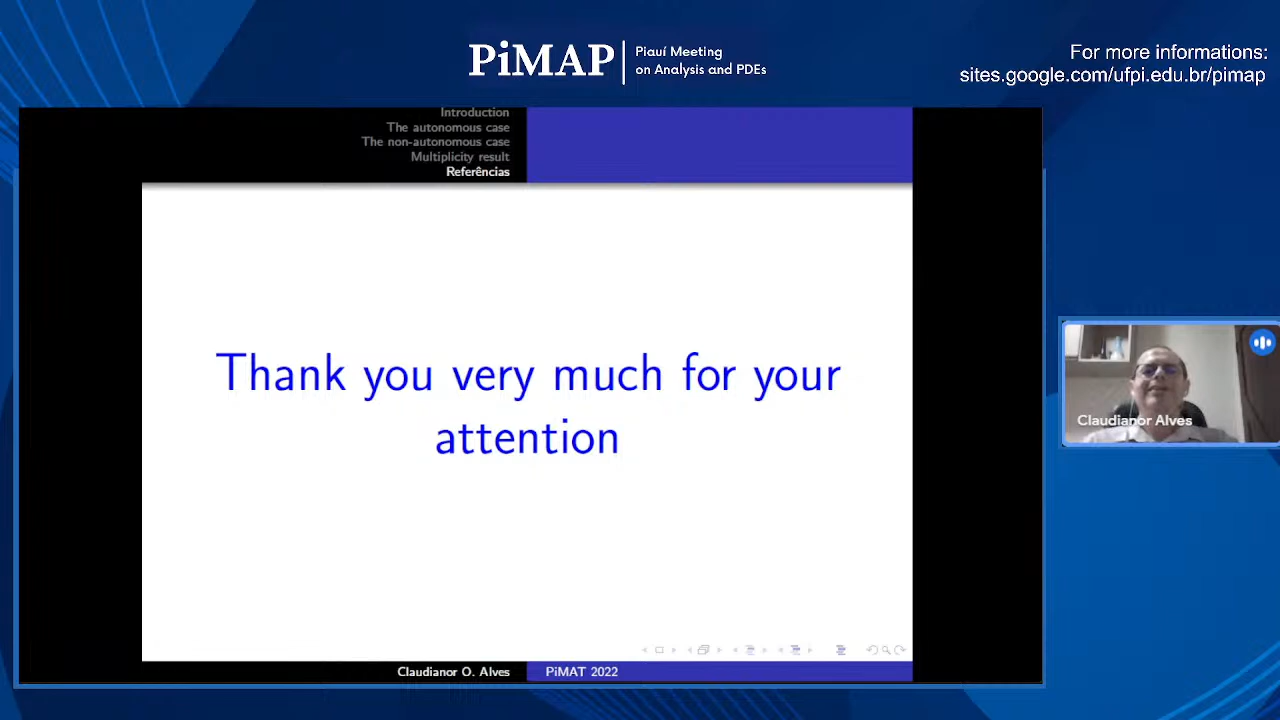 PiMAP
Piauí Meeting
on Analysis and PDEs
For more informations:
sites.google.com/ufpi.edu.br/pimap
Introduction
The autonomous case
The non-autonomous case
Multiplicity result
Referências
Thank you very much for your
attention
Claudianor Alves
Claudianor O. Alves
PiMAT 2022